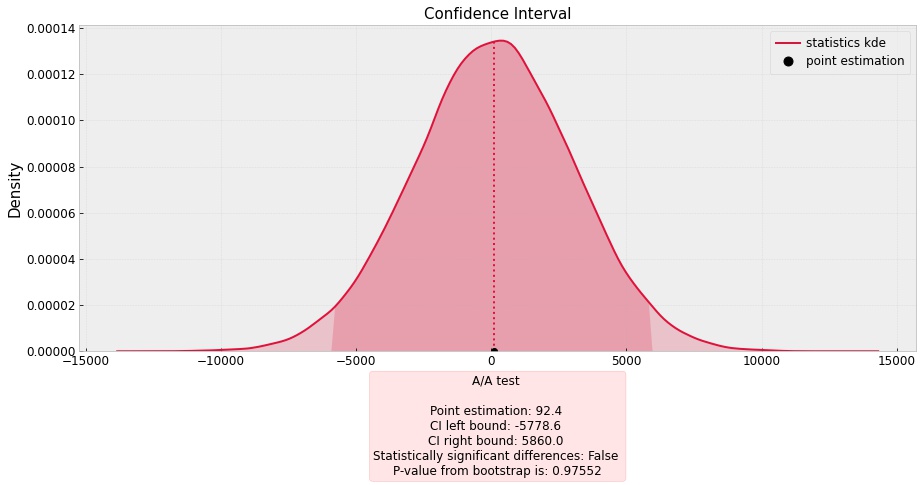 Confidence Interval
statistics kde
point estimation
Density
0.00014
0.00012
0.00010
0.00008
0.00006
0.00004
0.00002
0.00000
−15000 −10000 −5000 0 5000 10000 15000
A/A test
Point estimation: 92.4
CI left bound: -5778.6
CI right bound: 5860.0
Statistically significant differences: False
P-value from bootstrap is: 0.97552